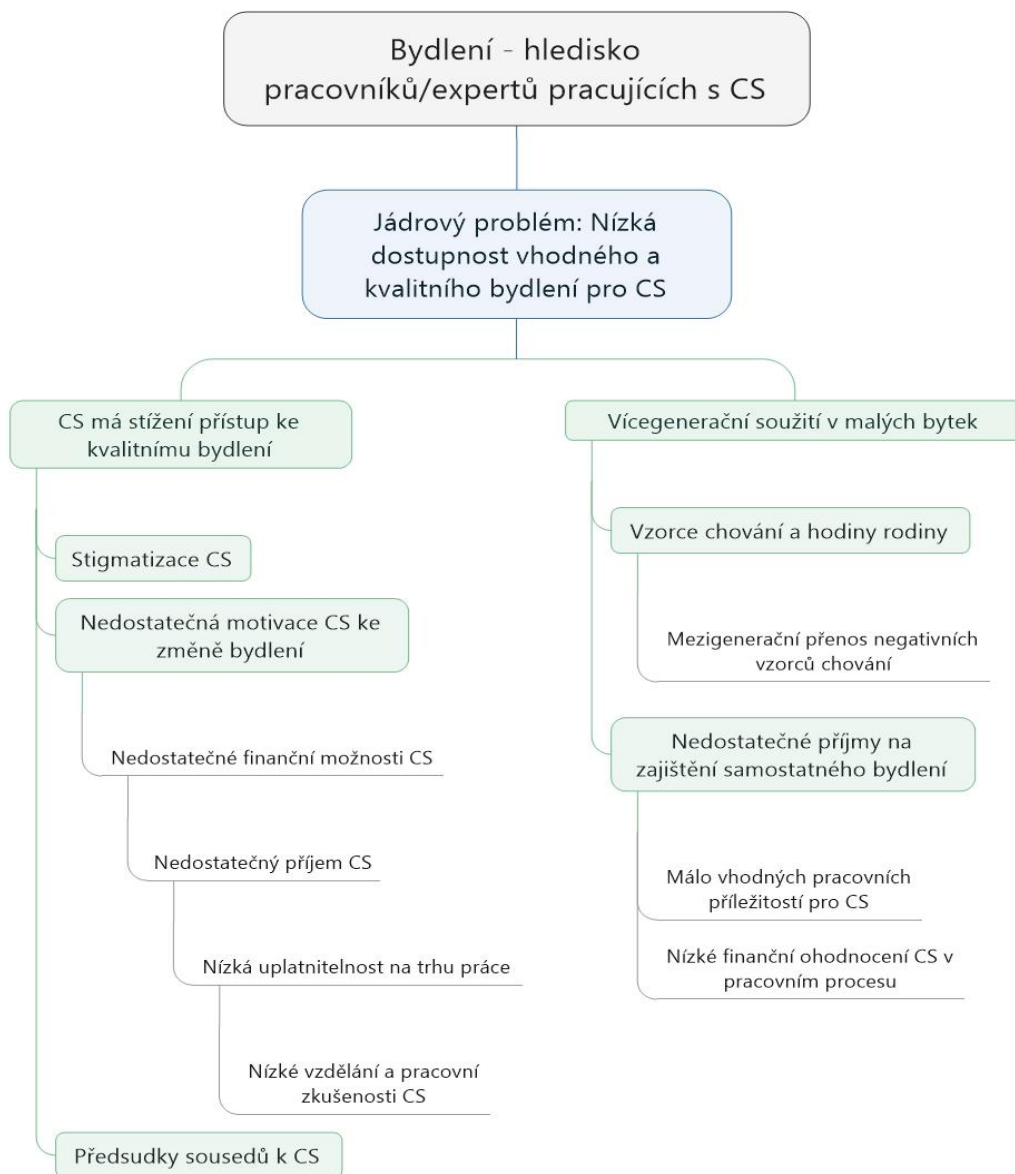 Bydlení - hledisko
pracovníků/expertů pracujících s CS
Jádrový problém: Nízká
dostupnost vhodného a
kvalitního bydlení pro CS
CS má stížení přístup ke
kvalitnímu bydlení
Stigmatizace CS
Nedostatečná motivace CS ke
změně bydlení
Nedostatečné finanční možnosti CS
Nedostatečný příjem CS
Nízká uplatnitelnost na trhu práce
Nízké vzdělání a pracovní
zkušenosti CS
Předsudky sousedů k CS
Vícegenerační soužití v malých bytek
Vzorce chování a hodiny rodiny
Mezigenerační přenos negativních
vzorců chování
Nedostatečné příjmy na
zajištění samostatného bydlení
Málo vhodných pracovních
příležitostí pro CS
Nízké finanční ohodnocení CS v
pracovním procesu